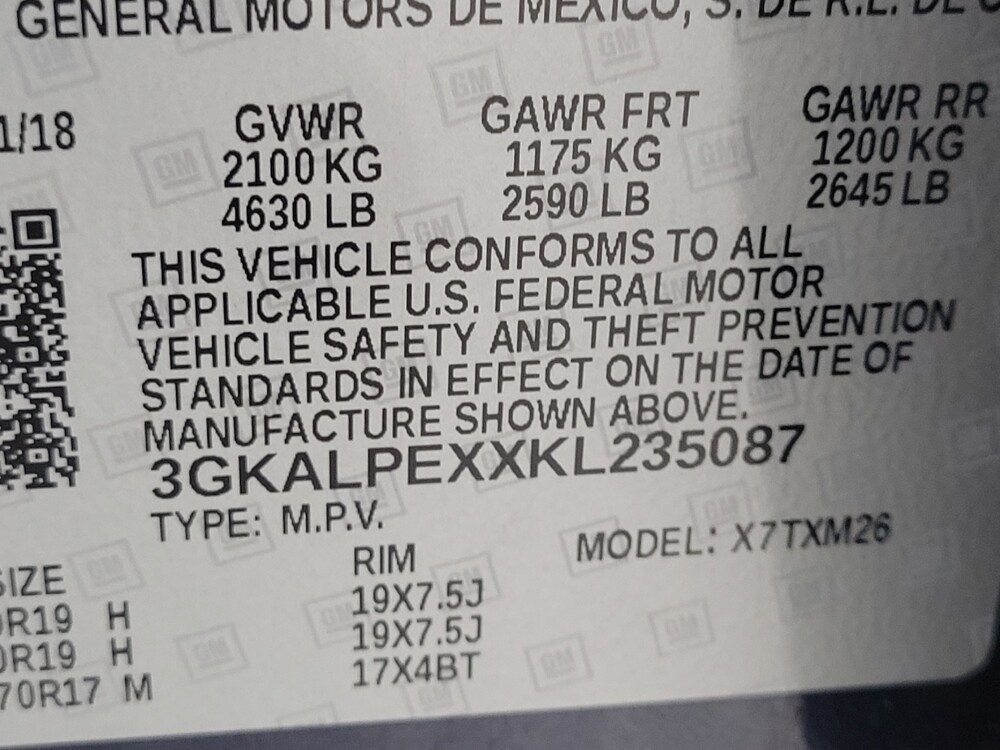 GENERAL MOTORS DE MEXICO, S. DE R.L. DE
1/18 GVWR GAWR FRT GAWR RR
2100 KG 1175 KG 1200 KG
4630 LB 2590 LB 2645 LB
THIS VEHICLE CONFORMS TO ALL
APPLICABLE U.S. FEDERAL MOTOR
VEHICLE SAFETY AND THEFT PREVENTION
STANDARDS IN EFFECT ON THE DATE OF
MANUFACTURE SHOWN ABOVE.
3GKALPEXXKL235087
TYPE: M.P.V. MODEL: X7TXM26
SIZE RIM
0R19 H 19X7.5J
0R19 H 19X7.5J
70R17 M 17X4BT